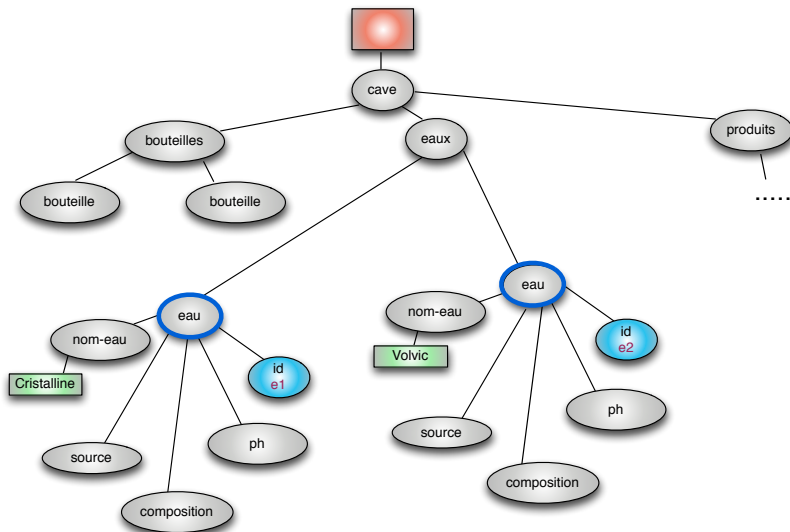 cave
bouteilles
eaux
produits
bouteille
bouteille
.....
eau
eau
nom-eau
nom-eau
id
e2
Volvic
Cristalline
id
e1
source
ph
ph
source
composition
composition